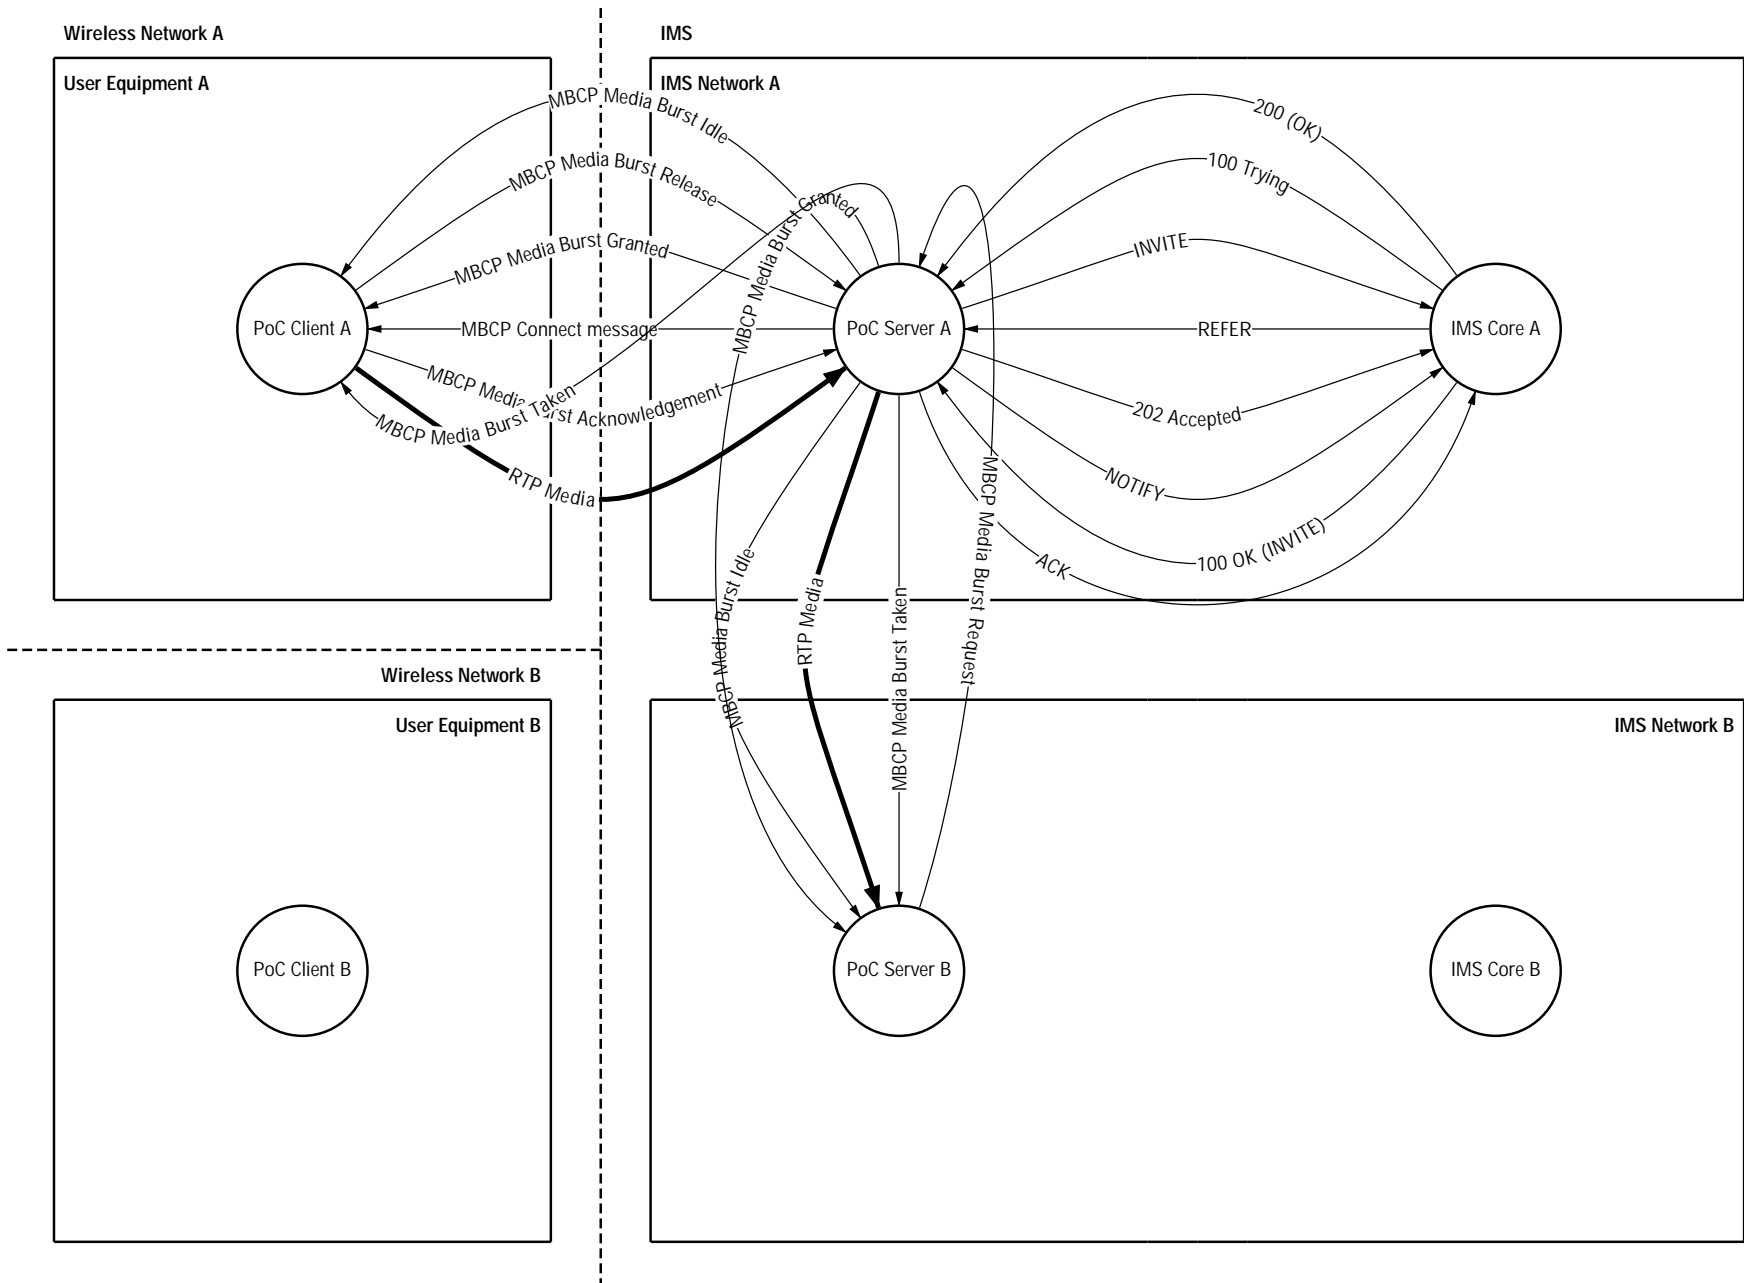 Wireless Network A
IMS
User Equipment A
IMS Network A
MBCP Media Burst Idle
200 (OK)
MBCP Media Burst Release
100 Trying
MBCP Media Burst Granted
MBCP Media Burst Granted
INVITE
PoC Client A
MBCP Connect message
PoC Server A
REFER
IMS Core A
MBCP Media Burst Acknowledgement
MBCP Media Burst Taken
202 Accepted
RTP Media
NOTIFY
100 OK (INVITE)
ACK
MBCP Media Burst Idle
RTP Media
MBCP Media Burst Taken
MBCP Media Burst Request
Wireless Network B
User Equipment B
IMS Network B
PoC Client B
PoC Server B
IMS Core B